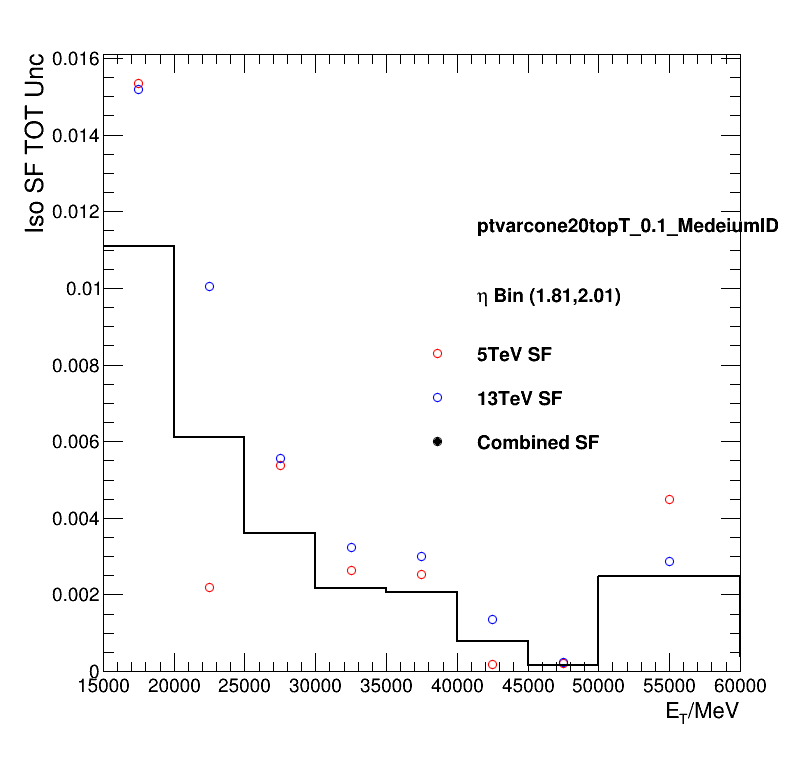 Iso SF TOT Unc
0.016
0.014
0.012
0.01
0.008
0.006
0.004
0.002
0
ptvarcone20topT_0.1_MedeiumID
η Bin (1.81,2.01)
5TeV SF
13TeV SF
Combined SF
15000 20000 25000 30000 35000 40000 45000 50000 55000 60000
E_T/MeV